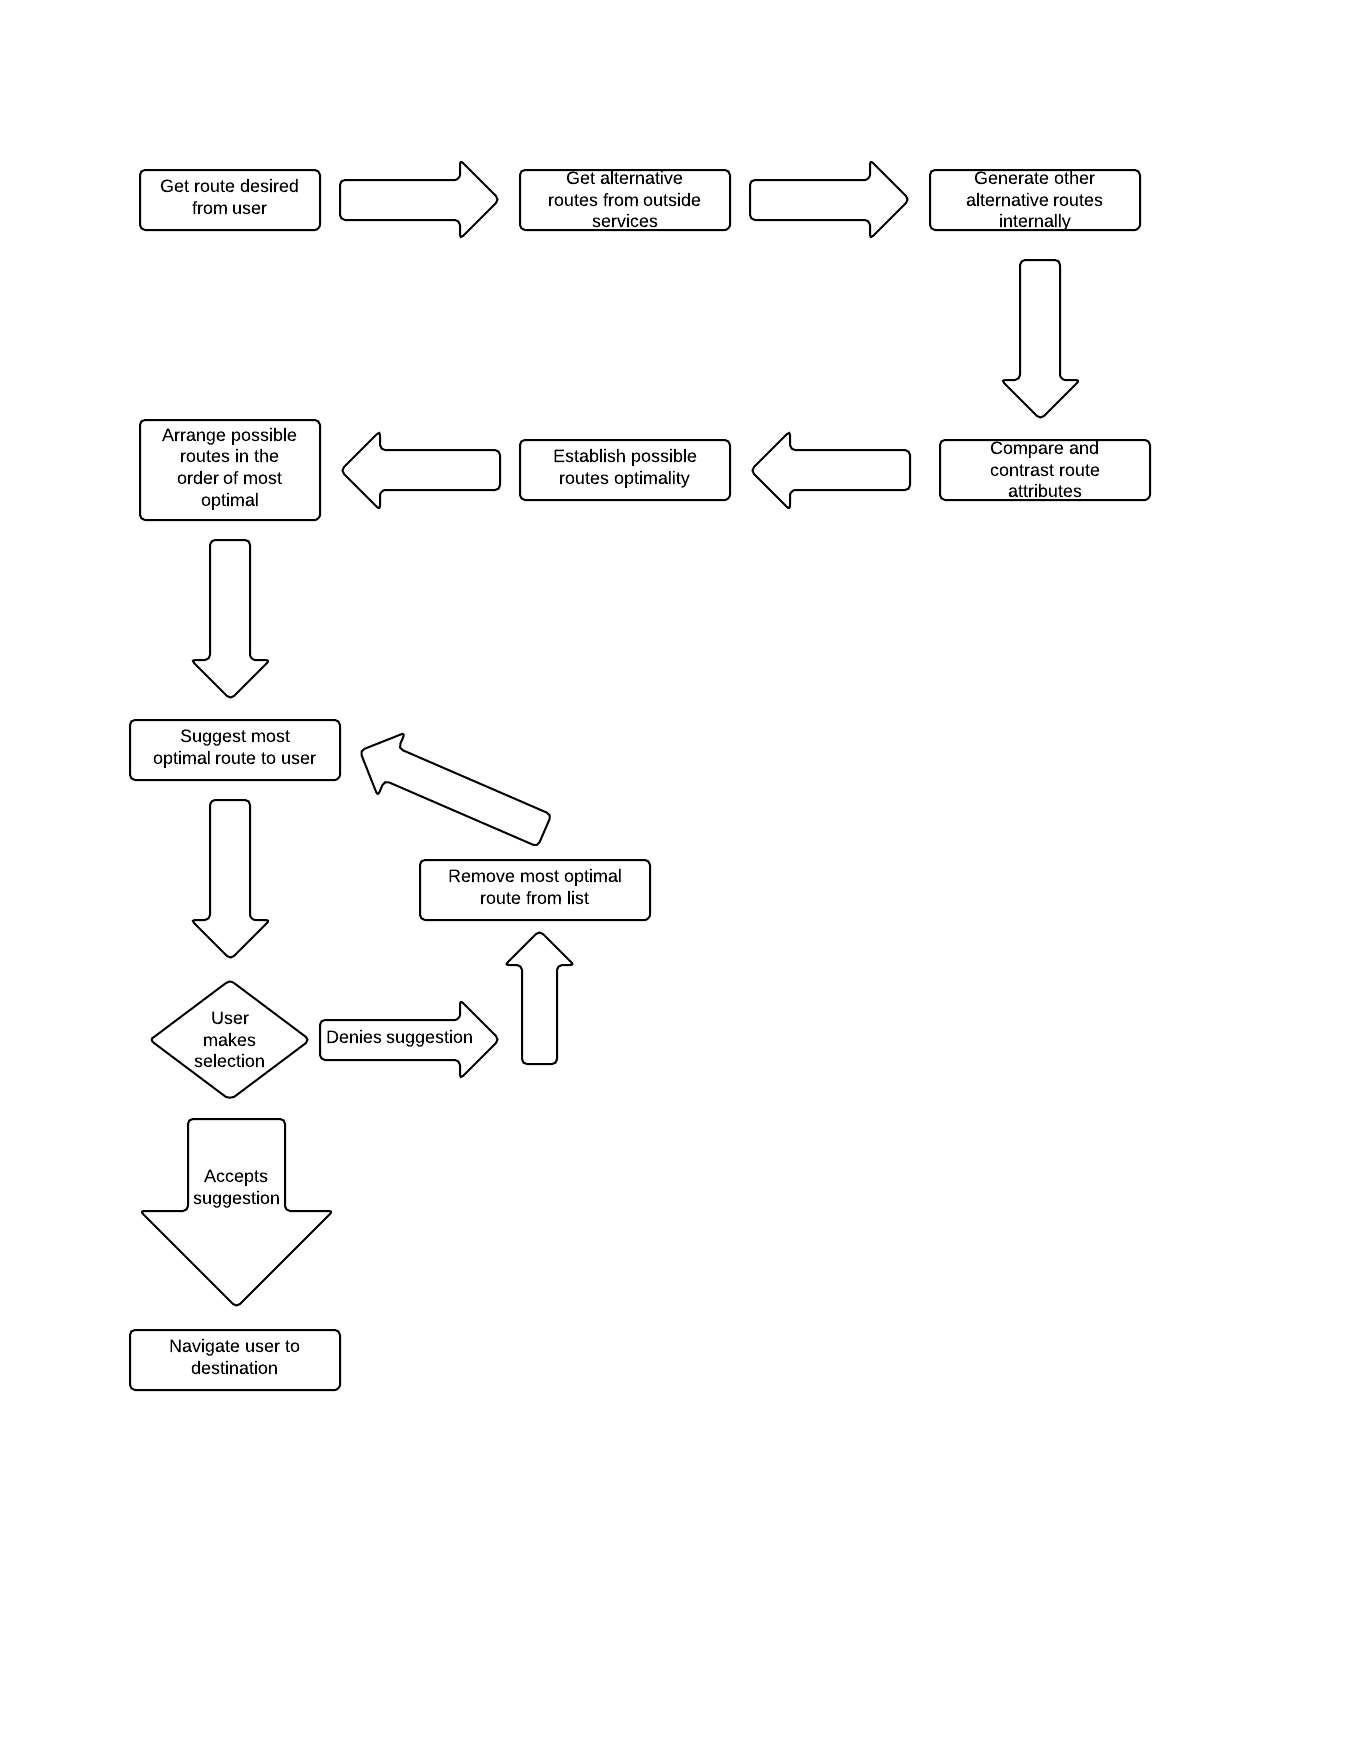 Get route desired
from user
Get alternative
routes from outside
services
Generate other
alternative routes
internally
Compare and
contrast route
attributes
Establish possible
routes optimality
Arrange possible
routes in the
order of most
optimal
Suggest most
optimal route to user
Remove most optimal
route from list
User
makes
selection
Denies suggestion
Accepts
suggestion
Navigate user to
destination